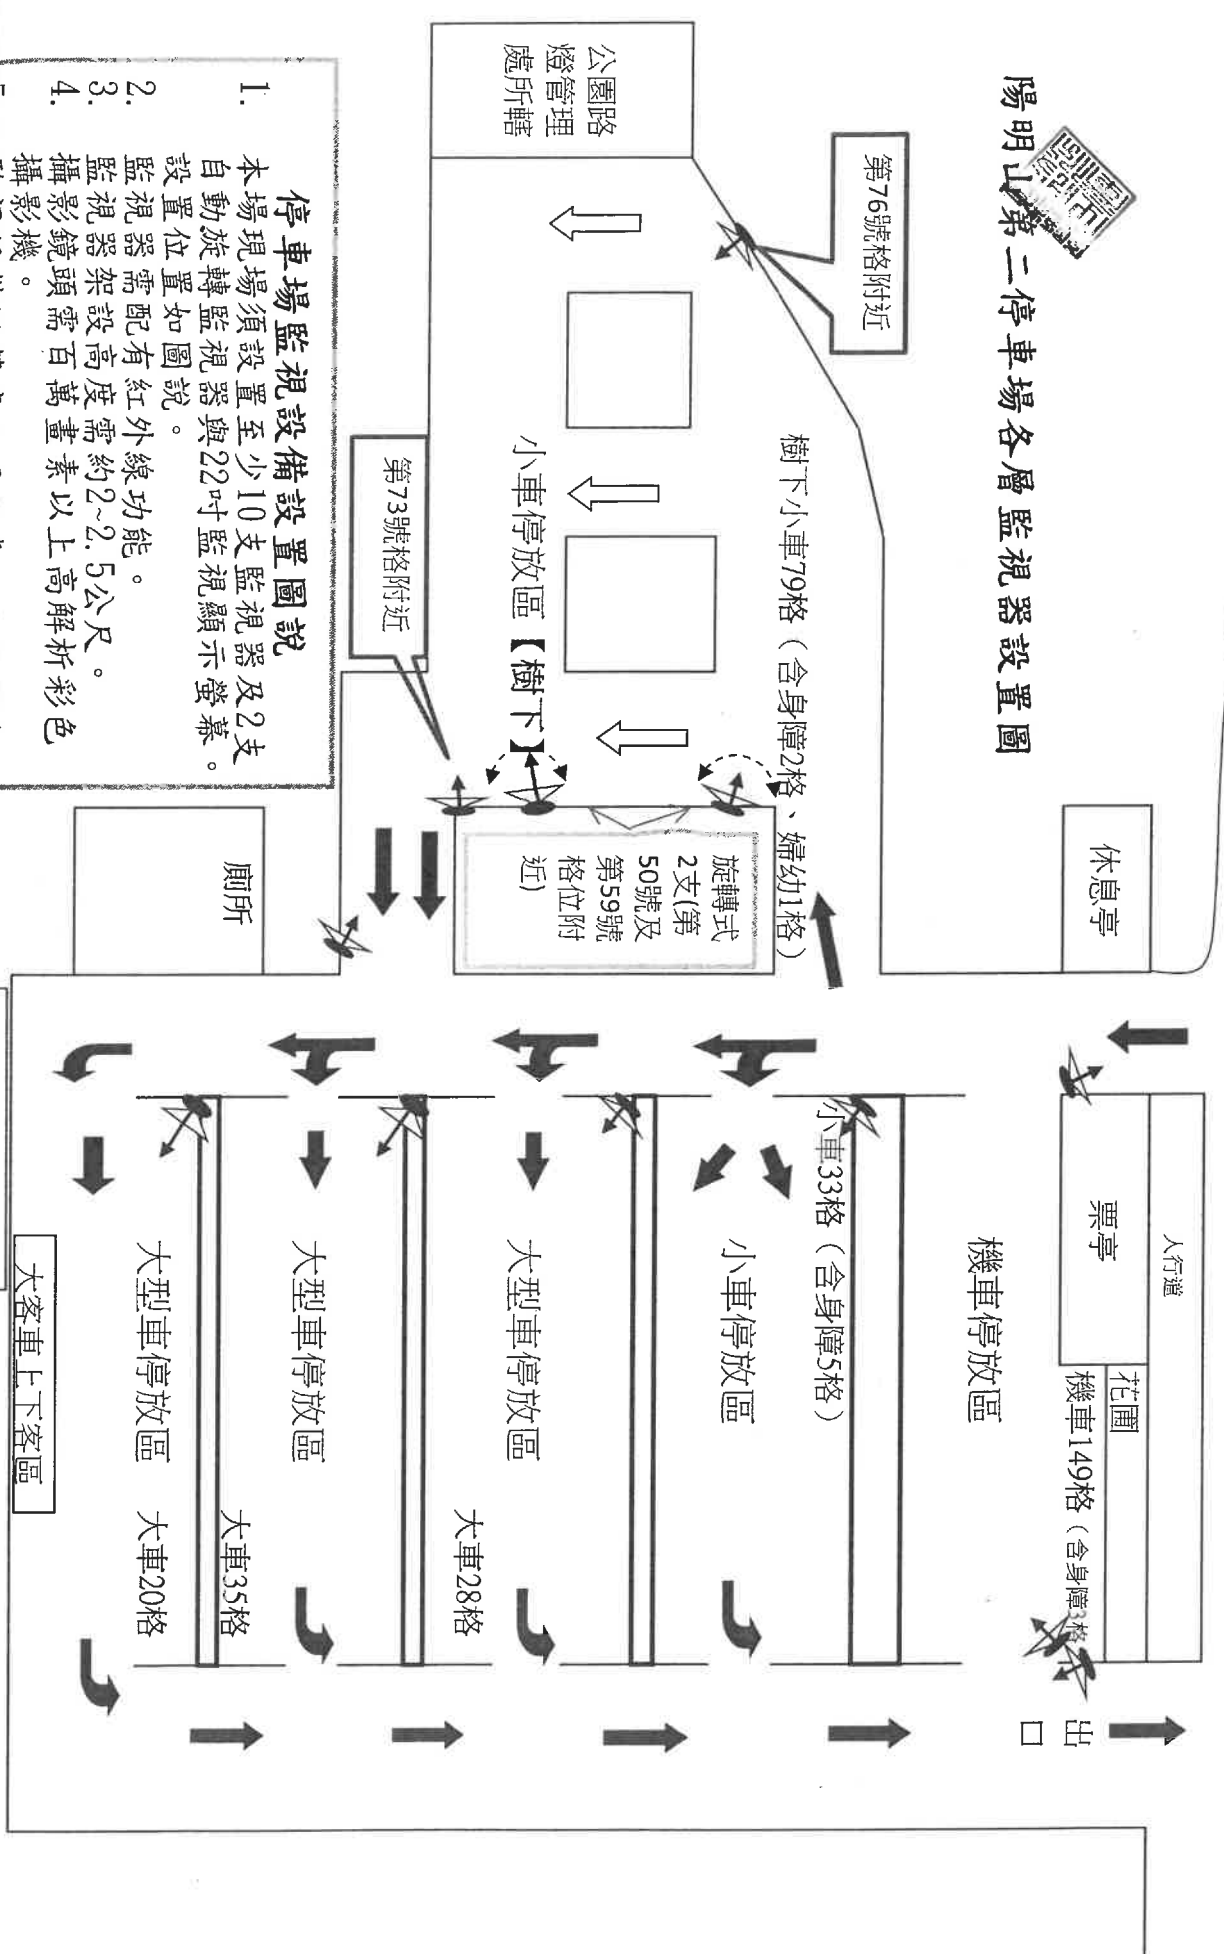 陽明山第二停車場各層監視器設置圖
公園路
燈管理
處所轄
第76號格附近
樹下小車79格（含身障2格、婦幼1格）
小車停放區【樹下】
第73號格附近
旋轉式
2支(第
50號及
第59號
格位附
近)
休息亭
廁所
人行道
票亭
花圃
機車149格（含身障3格
機車停放區
小車33格（含身障5格）
小車停放區
大型車停放區
大車28格
大型車停放區
大車35格
大型車停放區
大車20格
大客車上下客區
出
口
停車場監視設備設置圖說
1. 本場現場須設置至少10支監視器及2支
自動旋轉監視器與22吋監視顯示螢幕。
設置位置如圖說。
2. 監視器需配有紅外線功能。
3. 監視器架設高度需約2~2.5公尺。
4. 攝影鏡頭需百萬畫素以上高解析彩色
攝影機。